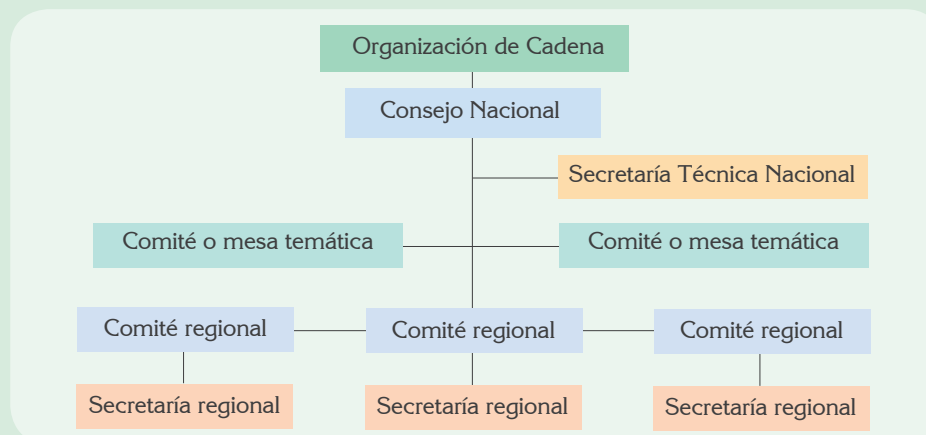 Organización de Cadena
Consejo Nacional
Secretaría Técnica Nacional
Comité o mesa temática
Comité o mesa temática
Comité regional
Comité regional
Comité regional
Secretaría regional
Secretaría regional
Secretaría regional